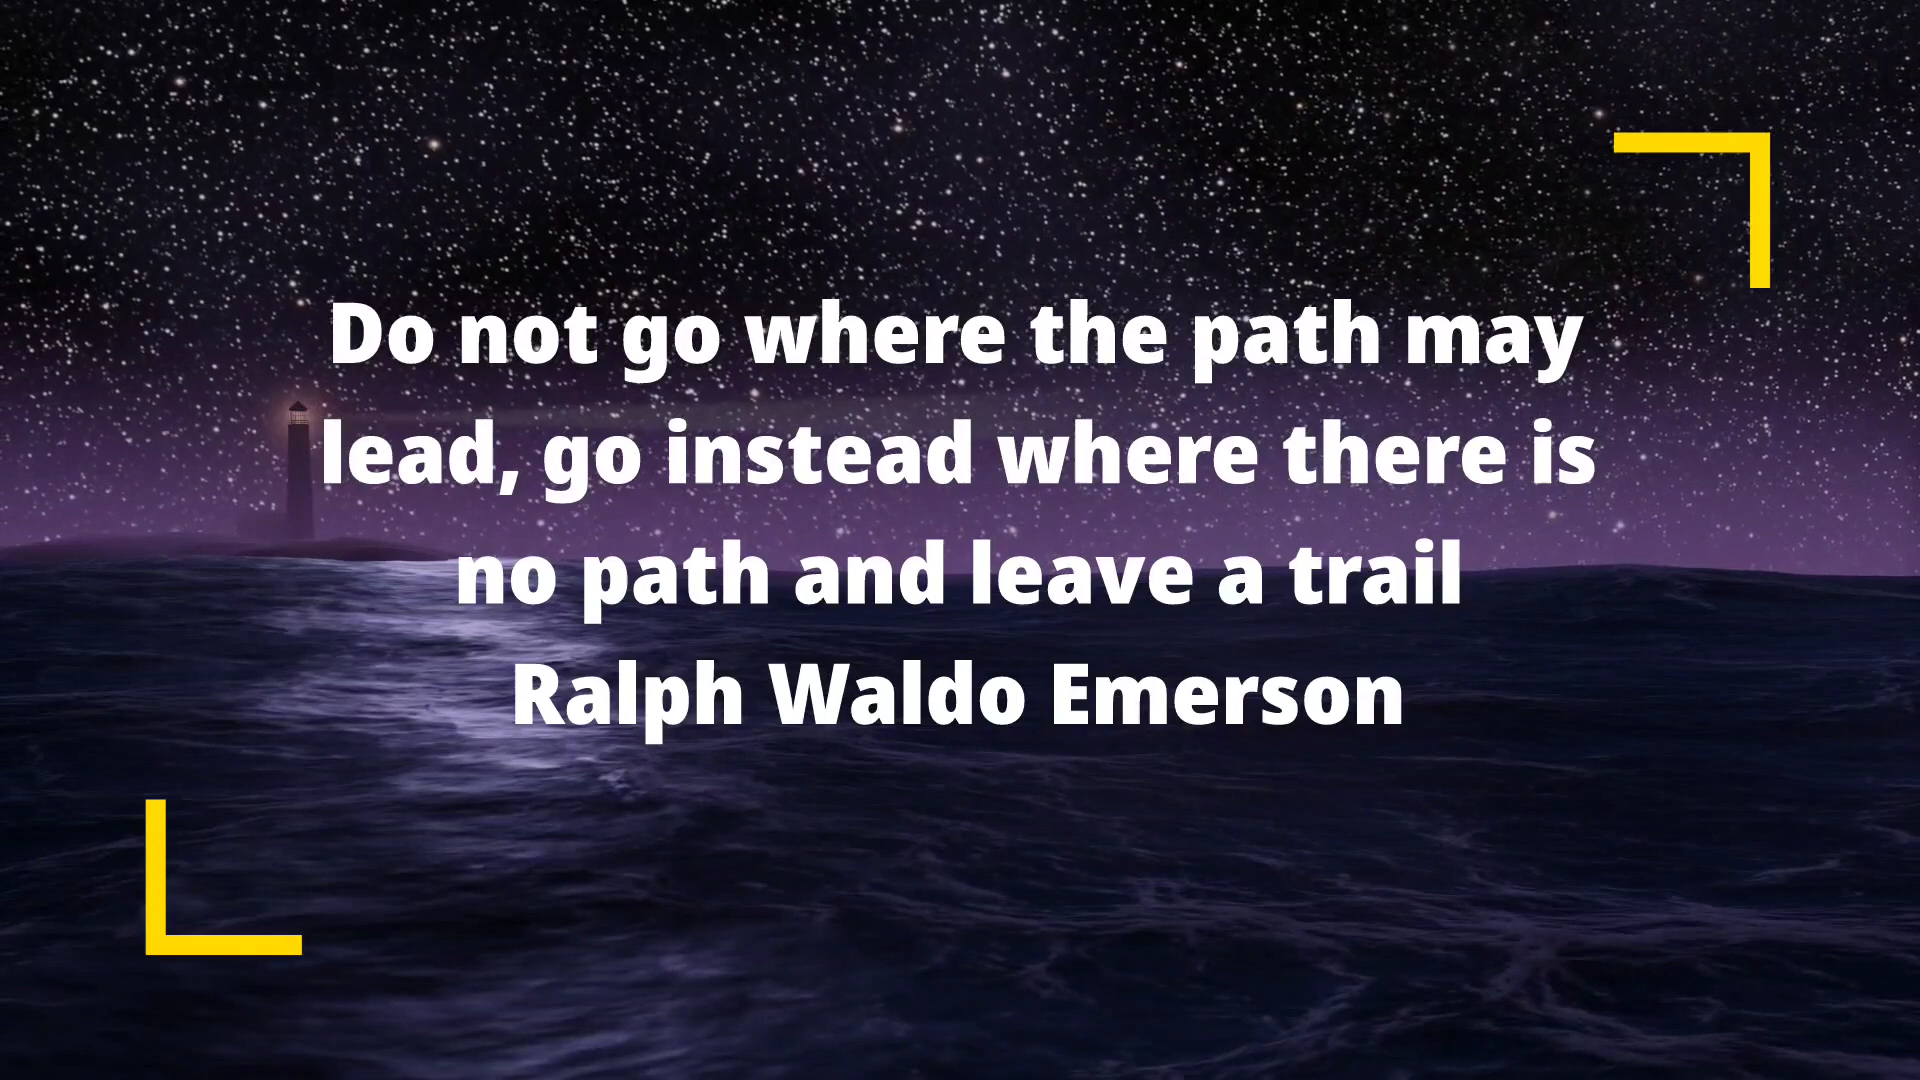 Do not go where the path may
lead, go instead where there is
no path and leave a trail
Ralph Waldo Emerson